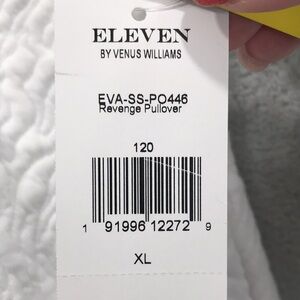 ELEVEN
BY VENUS WILLIAMS
EVA-SS-PO446
Revenge Pullover
120
1 91996 12272 9
XL